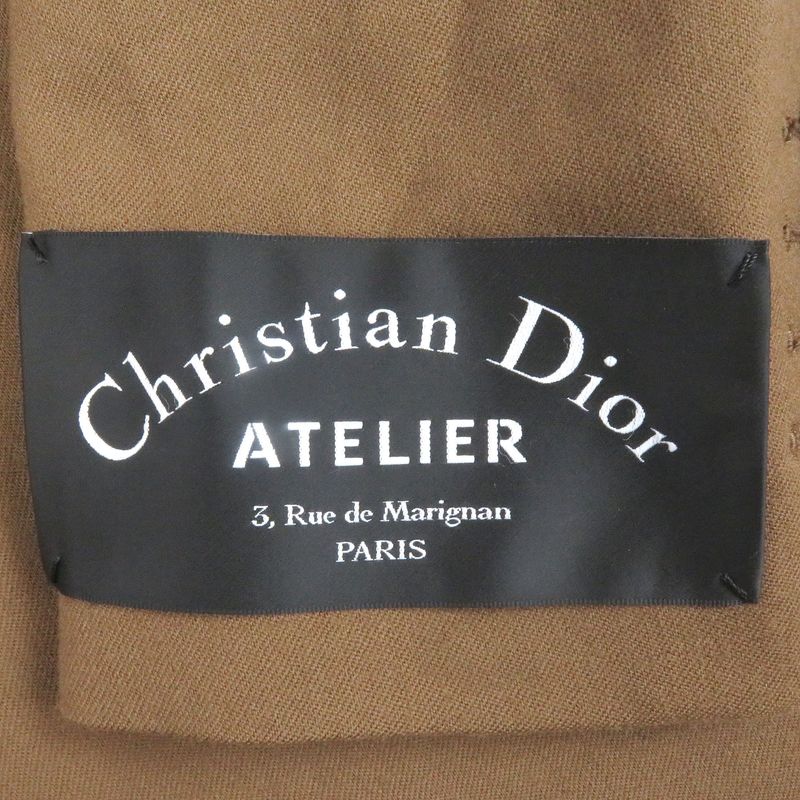 Christian Dior
ATELIER
3, Rue de Marignan
PARIS